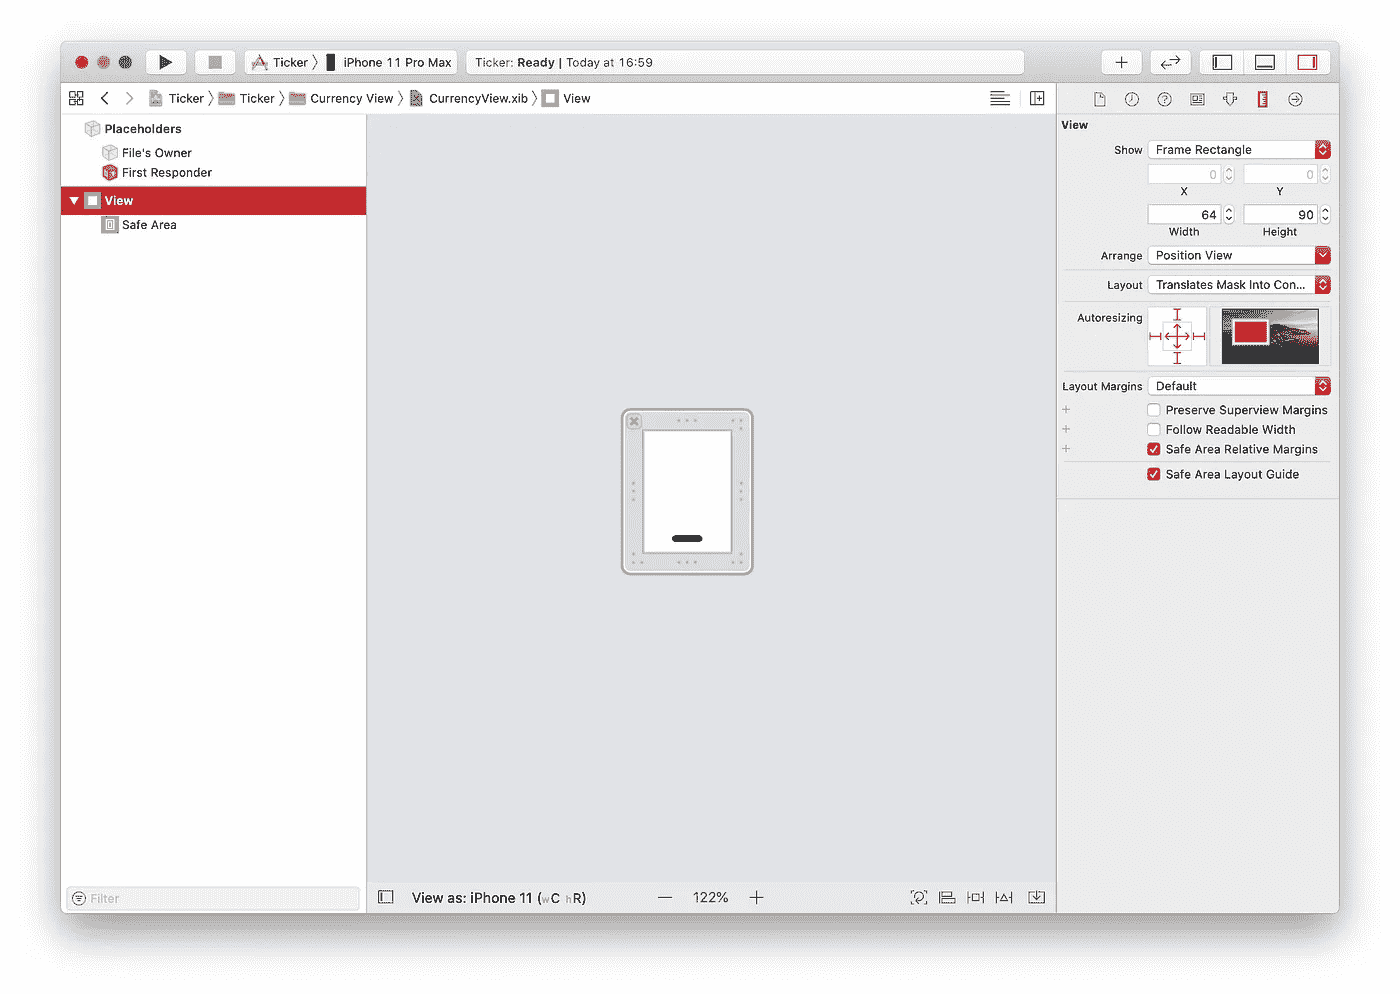 Ticker 〉 iPhone 11 Pro Max
Ticker: Ready | Today at 16:59
Ticker 〉 Ticker 〉 Currency View 〉 CurrencyView.xib 〉 View
Placeholders
File's Owner
First Responder
View
Safe Area
Filter
View as: iPhone 11 (wC hR)
122%
View
Show Frame Rectangle
0 0
X Y
64 90
Width Height
Arrange Position View
Layout Translates Mask Into Con...
Autoresizing
Layout Margins Default
Preserve Superview Margins
Follow Readable Width
Safe Area Relative Margins
Safe Area Layout Guide